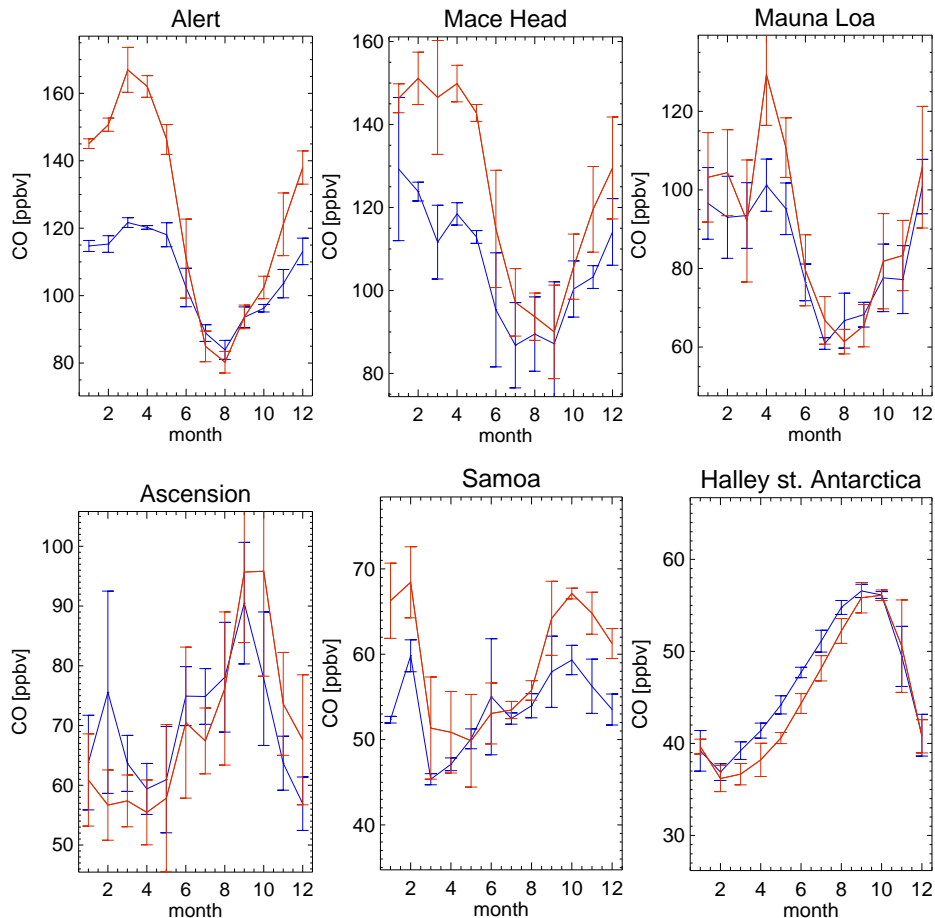 Alert
Mace Head
Mauna Loa
CO [ppbv]
160
140
120
100
80
2 4 6 8 10 12
month
CO [ppbv]
160
140
120
100
80
2 4 6 8 10 12
month
CO [ppbv]
120
100
80
60
2 4 6 8 10 12
month
Ascension
Samoa
Halley st. Antarctica
CO [ppbv]
100
90
80
70
60
50
2 4 6 8 10 12
month
CO [ppbv]
70
60
50
40
2 4 6 8 10 12
month
CO [ppbv]
60
50
40
30
2 4 6 8 10 12
month